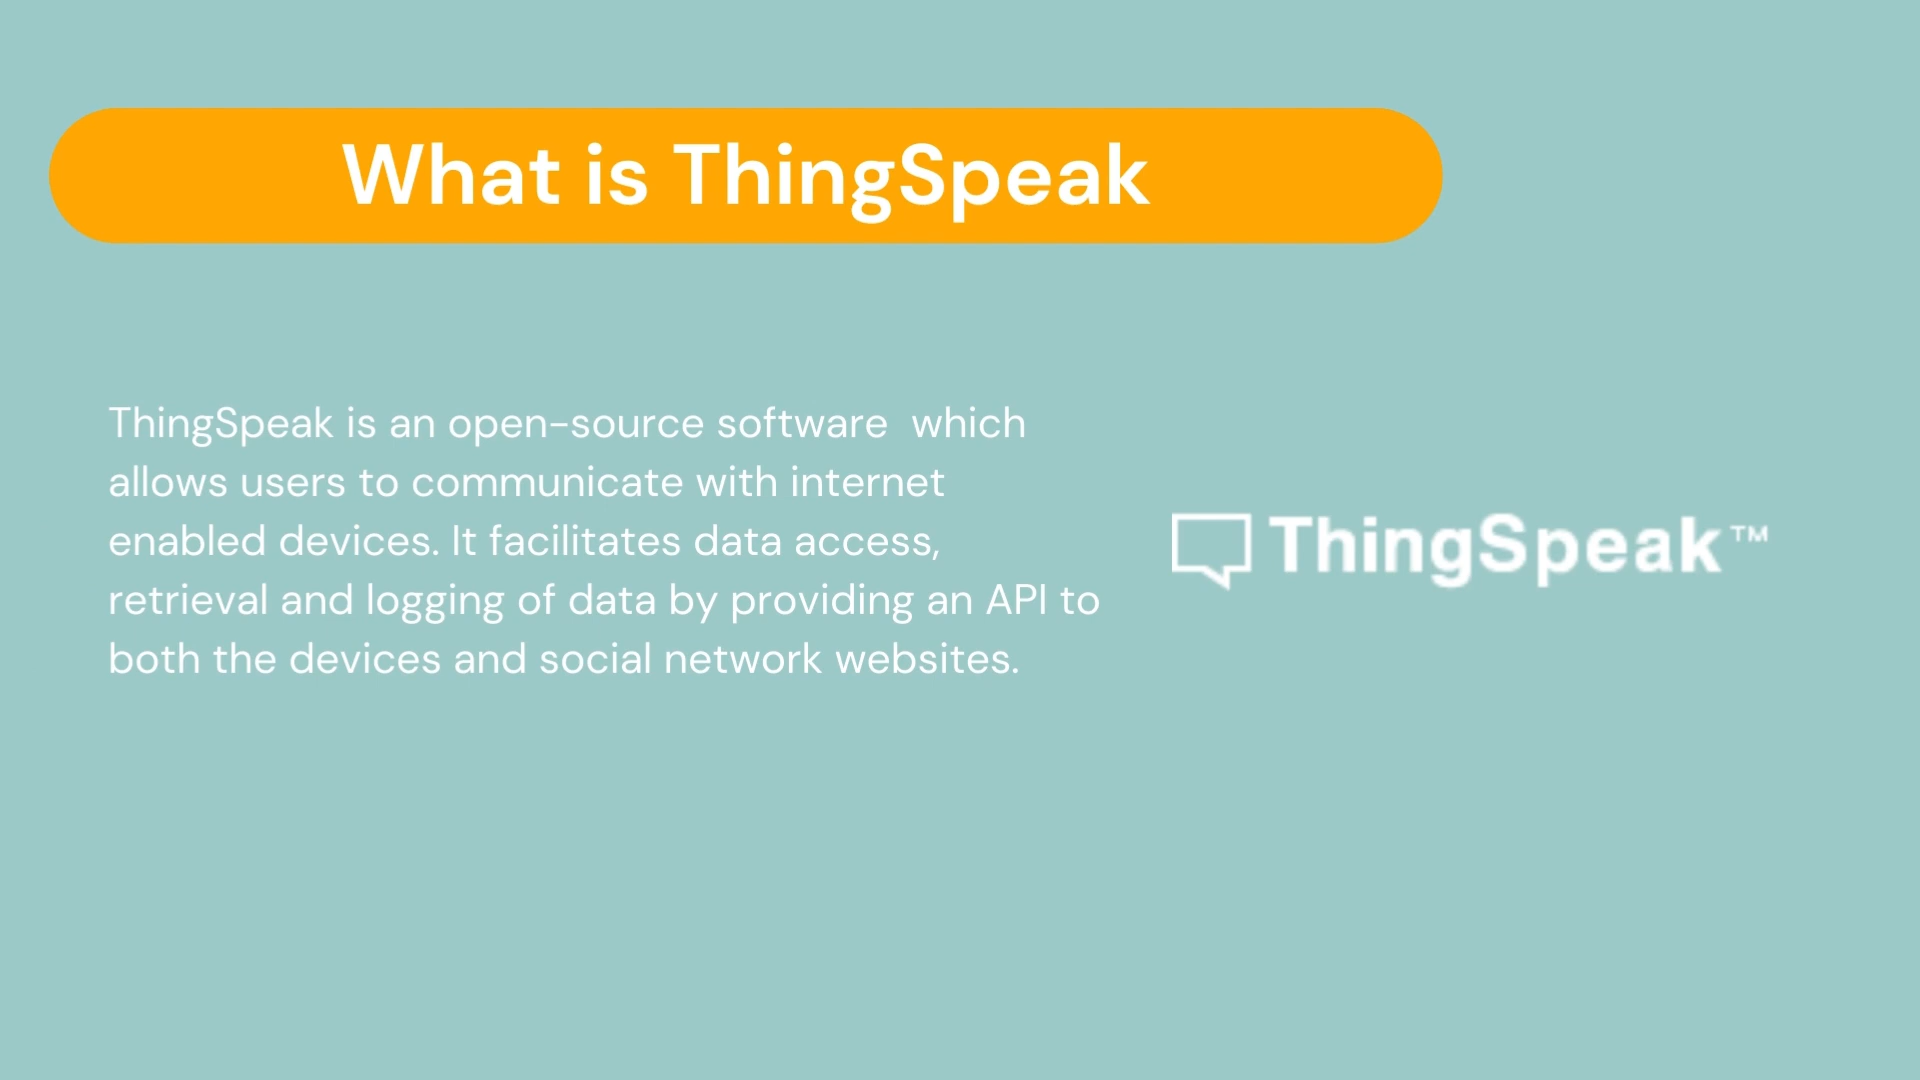 What is ThingSpeak
ThingSpeak is an open-source software  which
allows users to communicate with internet
enabled devices. It facilitates data access,
retrieval and logging of data by providing an API to
both the devices and social network websites.
ThingSpeak™